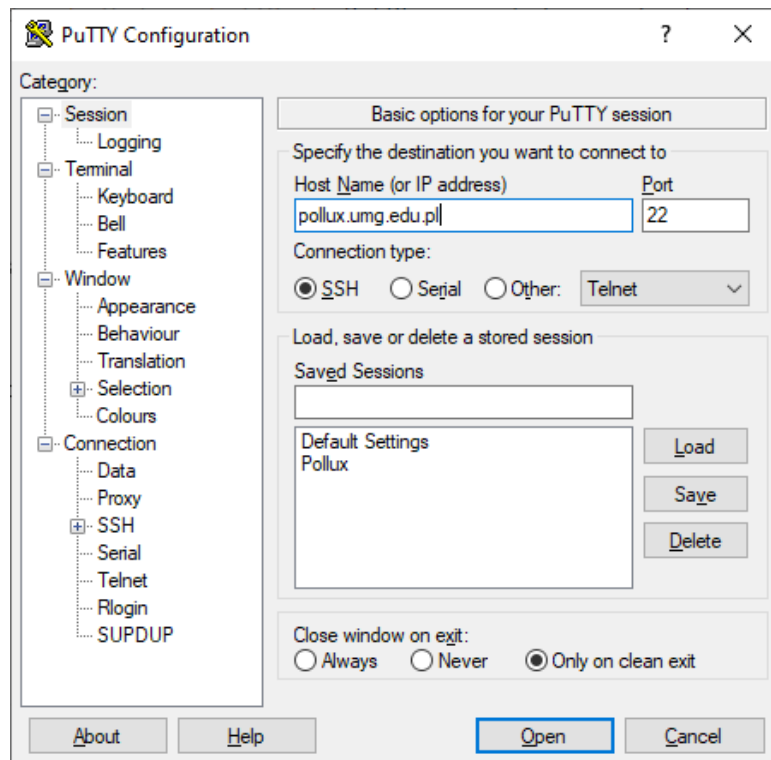 PuTTY Configuration
?
Category:
Session
Logging
Terminal
Keyboard
Bell
Features
Window
Appearance
Behaviour
Translation
Selection
Colours
Connection
Data
Proxy
SSH
Serial
Telnet
Rlogin
SUPDUP
Basic options for your PuTTY session
Specify the destination you want to connect to
Host Name (or IP address) Port
pollux.umg.edu.pl 22
Connection type:
SSH Serial Other: Telnet
Load, save or delete a stored session
Saved Sessions
Default Settings
Pollux
Load
Save
Delete
Close window on exit:
Always Never Only on clean exit
About Help Open Cancel